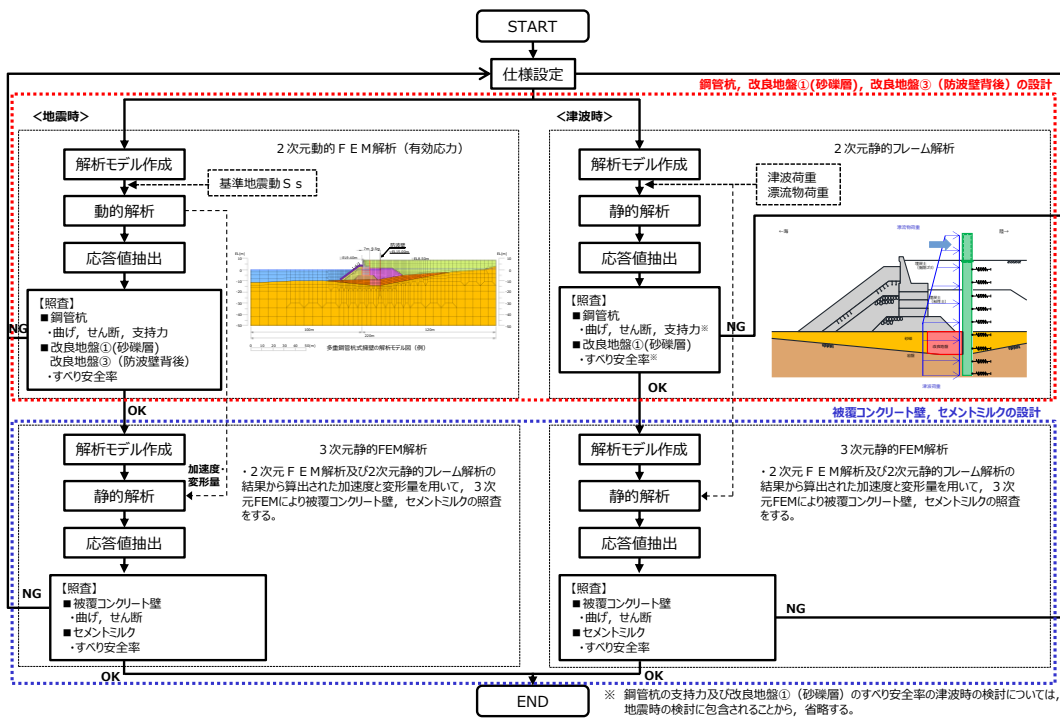 START
仕様設定
鋼管杭，改良地盤①(砂礫層)，改良地盤③（防波壁背後）の設計
＜地震時＞
解析モデル作成
２次元動的ＦＥＭ解析（有効応力）
基準地震動Ｓｓ
動的解析
応答値抽出
【照査】
■鋼管杭
・曲げ，せん断，支持力
■改良地盤①(砂礫層)
改良地盤③（防波壁背後）
・すべり安全率
NG
OK
多重鋼管杭式擁壁の解析モデル図（例）
＜津波時＞
解析モデル作成
２次元静的フレーム解析
津波荷重
漂流物荷重
静的解析
応答値抽出
【照査】
■鋼管杭
・曲げ，せん断，支持力※
■改良地盤①(砂礫層)
・すべり安全率※
NG
OK
←海
陸→
漂流物荷重
砂礫
岩盤
改良地盤
津波荷重
被覆コンクリート壁，セメントミルクの設計
解析モデル作成
３次元静的FEM解析
加速度・
変形量
静的解析
・２次元ＦＥＭ解析及び2次元静的フレーム解析の
結果から算出された加速度と変形量を用いて，３次
元FEMにより被覆コンクリート壁，セメントミルクの照査
をする。
応答値抽出
【照査】
■被覆コンクリート壁
・曲げ，せん断
■セメントミルク
・すべり安全率
NG
OK
解析モデル作成
３次元静的FEM解析
静的解析
・２次元ＦＥＭ解析及び2次元静的フレーム解析の
結果から算出された加速度と変形量を用いて，３次
元FEMにより被覆コンクリート壁，セメントミルクの照査
をする。
応答値抽出
【照査】
■被覆コンクリート壁
・曲げ，せん断
■セメントミルク
・すべり安全率
NG
OK
END
※　鋼管杭の支持力及び改良地盤①（砂礫層）のすべり安全率の津波時の検討については，
地震時の検討に包含されることから，省略する。